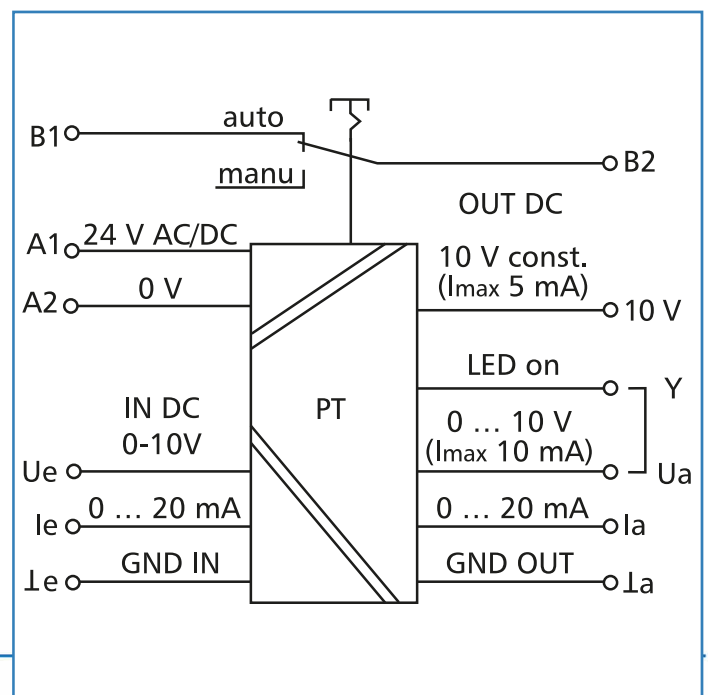 B1
auto
manu
B2
OUT DC
A1
24 V AC/DC
10 V const.
(Imax 5 mA)
A2
0 V
10 V
LED on
Y
IN DC
0-10V
PT
0 … 10 V
(Imax 10 mA)
Ue
Ua
Ie
0 … 20 mA
0 … 20 mA
Ia
⊥e
GND IN
GND OUT
⊥a